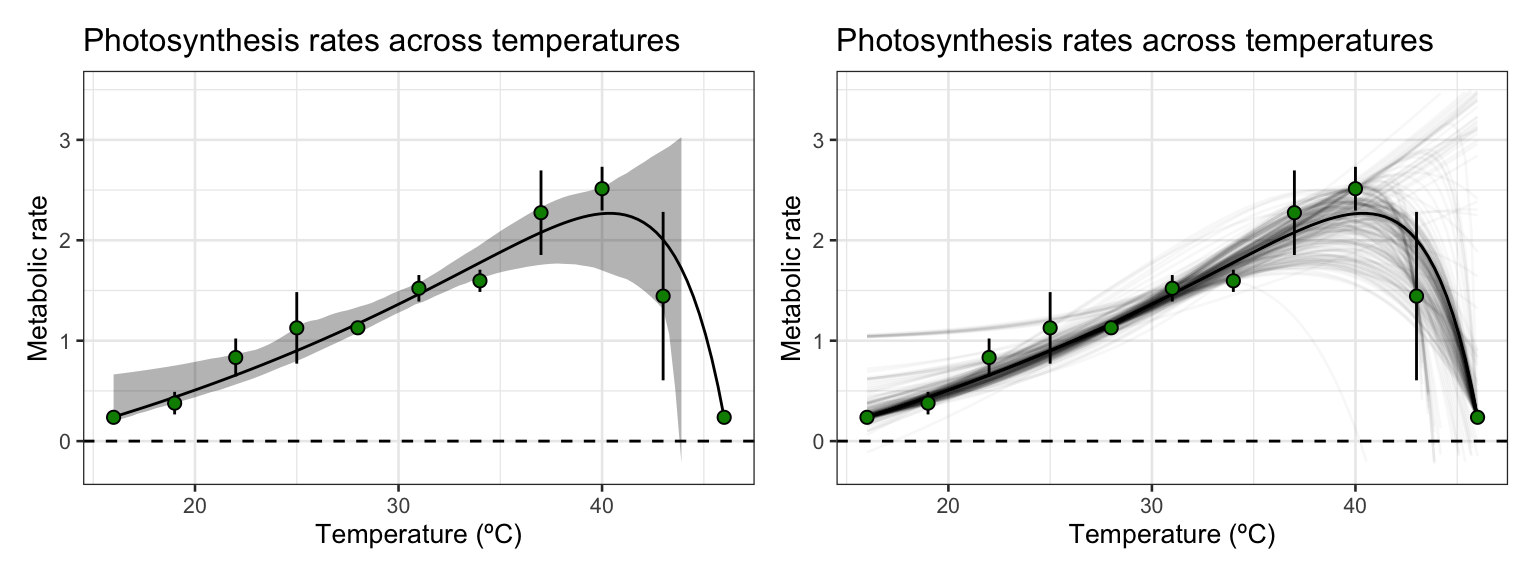 Photosynthesis rates across temperatures
Metabolic rate
3
2
1
0
20 30 40
Temperature (ºC)
Photosynthesis rates across temperatures
Metabolic rate
3
2
1
0
20 30 40
Temperature (ºC)